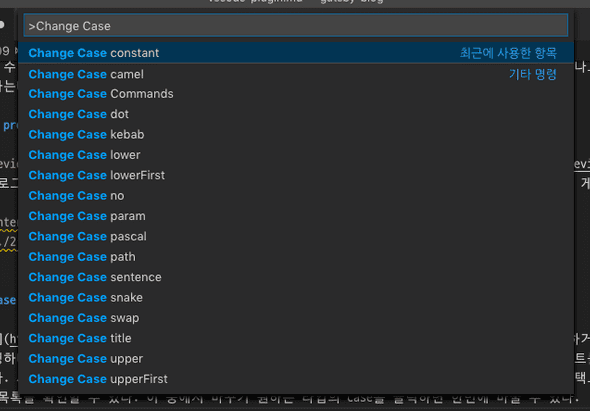 vscode-plugin.md — gatsby-blog
>Change Case
Change Case constant 최근에 사용한 항목
Change Case camel 기타 명령
Change Case Commands
Change Case dot
Change Case kebab
Change Case lower
Change Case lowerFirst
Change Case no
Change Case param
Change Case pascal
Change Case path
Change Case sentence
Change Case snake
Change Case swap
Change Case title
Change Case upper
Change Case upperFirst